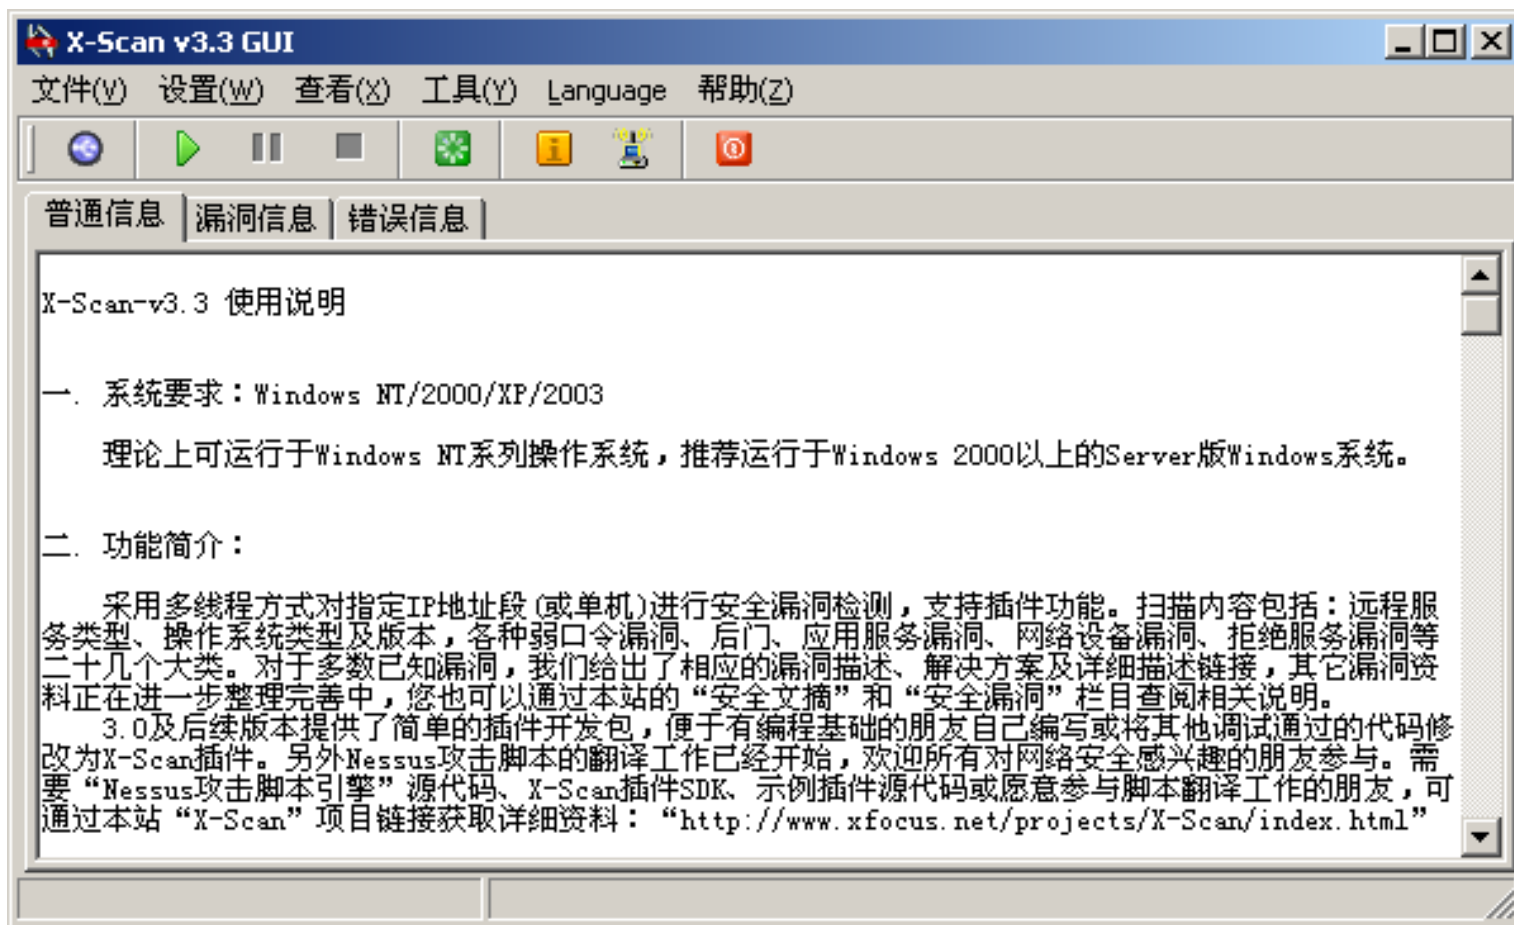 X-Scan v3.3 GUI
文件(V) 设置(W) 查看(X) 工具(Y) Language 帮助(Z)
普通信息 漏洞信息 错误信息
X-Scan-v3.3 使用说明
一. 系统要求：Windows NT/2000/XP/2003
理论上可运行于Windows NT系列操作系统，推荐运行于Windows 2000以上的Server版Windows系统。
二. 功能简介：
采用多线程方式对指定IP地址段(或单机)进行安全漏洞检测，支持插件功能。扫描内容包括：远程服
务类型、操作系统类型及版本，各种弱口令漏洞、后门、应用服务漏洞、网络设备漏洞、拒绝服务漏洞等
二十几个大类。对于多数已知漏洞，我们给出了相应的漏洞描述、解决方案及详细描述链接，其它漏洞资
料正在进一步整理完善中，您也可以通过本站的“安全文摘”和“安全漏洞”栏目查阅相关说明。
3.0及后续版本提供了简单的插件开发包，便于有编程基础的朋友自己编写或将其他调试通过的代码修
改为X-Scan插件。另外Nessus攻击脚本的翻译工作已经开始，欢迎所有对网络安全感兴趣的朋友参与。需
要“Nessus攻击脚本引擎”源代码、X-Scan插件SDK、示例插件源代码或愿意参与脚本翻译工作的朋友，可
通过本站“X-Scan”项目链接获取详细资料：“http://www.xfocus.net/projects/X-Scan/index.html”